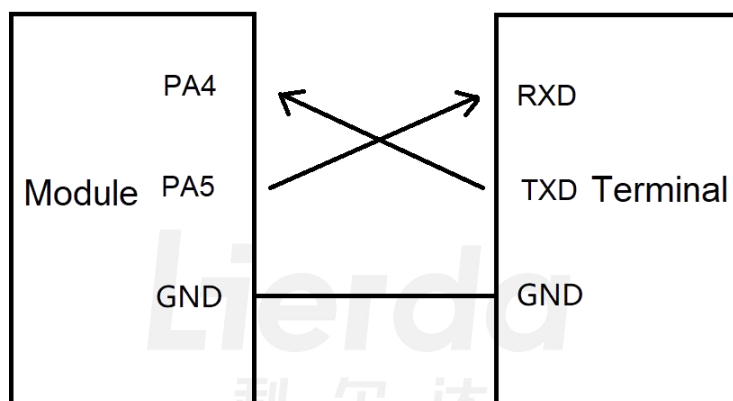 PA4
RXD
Module
PA5
TXD
Terminal
GND
GND
Lierda
利尔达